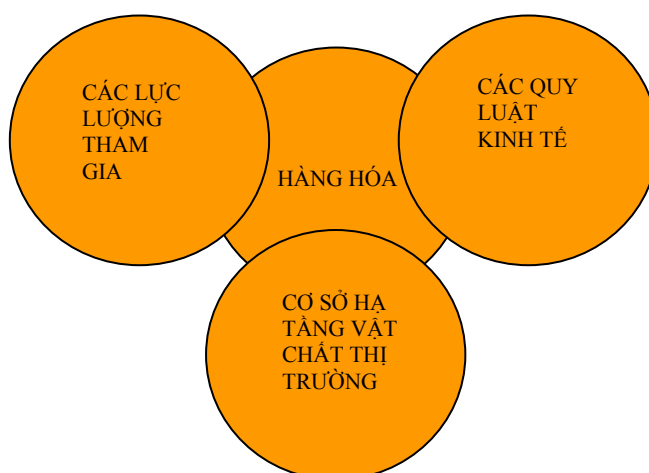 CÁC LỰC
LƯỢNG
THAM
GIA
HÀNG HÓA
CÁC QUY
LUẬT
KINH TẾ
CƠ SỞ HẠ
TẦNG VẬT
CHẤT THỊ
TRƯỜNG